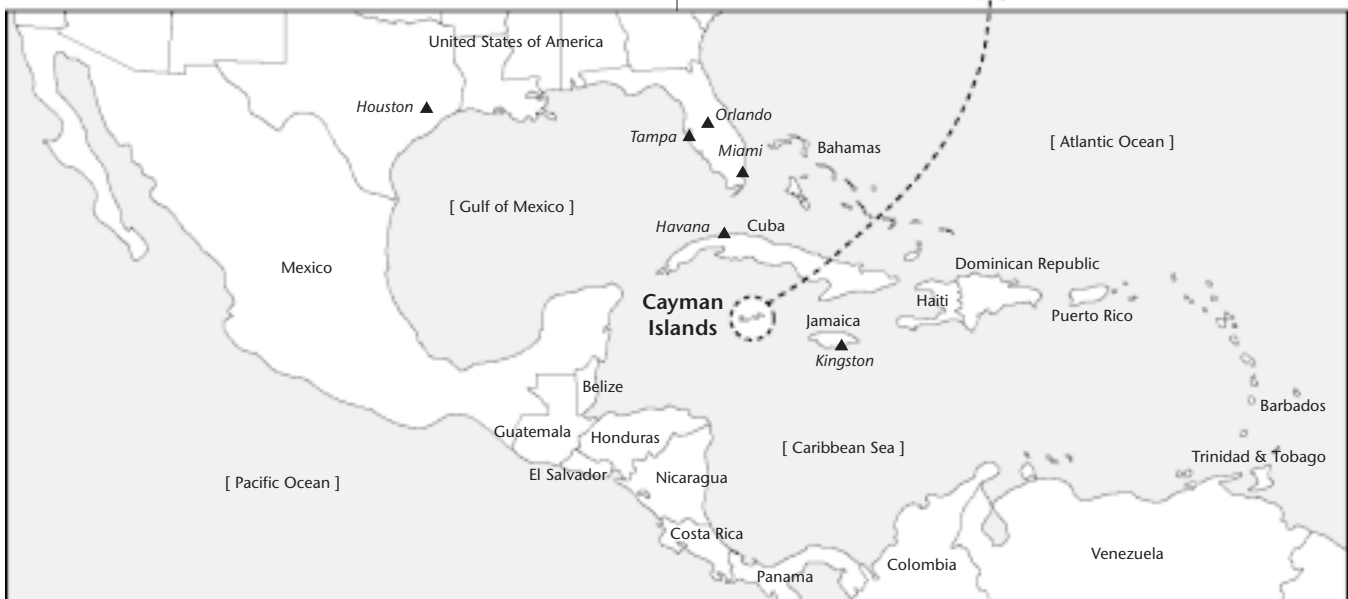 United States of America
Houston
Orlando
Tampa
Miami
Bahamas
[ Atlantic Ocean ]
[ Gulf of Mexico ]
Havana
Cuba
Mexico
Dominican Republic
Cayman
Islands
Haiti
Puerto Rico
Jamaica
Kingston
Belize
Barbados
Guatemala
Honduras
[ Caribbean Sea ]
Trinidad & Tobago
El Salvador
Nicaragua
[ Pacific Ocean ]
Costa Rica
Venezuela
Colombia
Panama